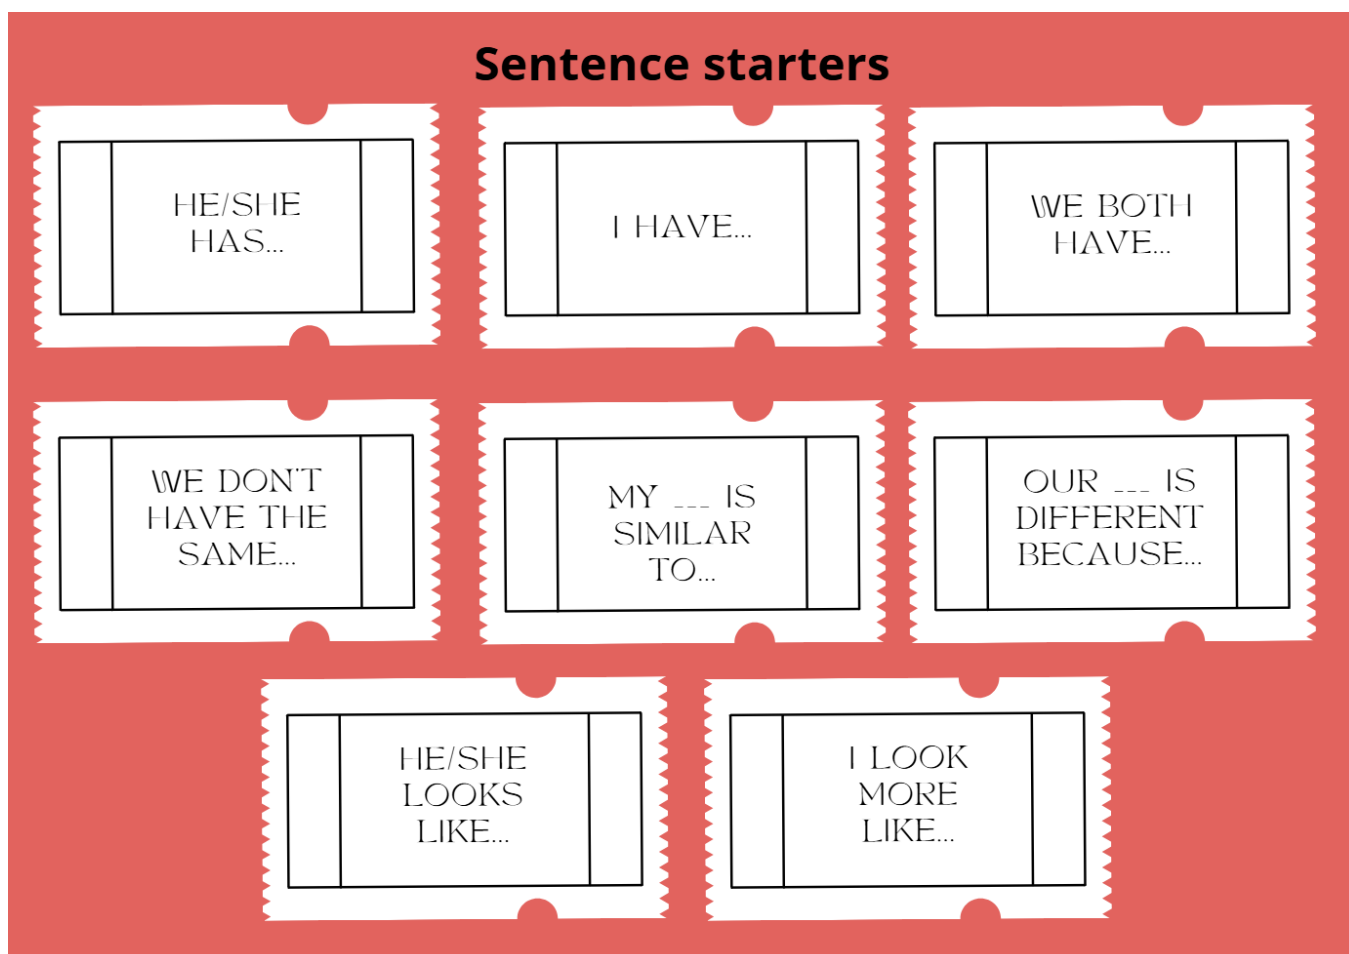 Sentence starters
HE/SHE
HAS...
I HAVE...
WE BOTH
HAVE...
WE DON'T
HAVE THE
SAME...
MY ___ IS
SIMILAR
TO...
OUR ___ IS
DIFFERENT
BECAUSE...
HE/SHE
LOOKS
LIKE...
I LOOK
MORE
LIKE...